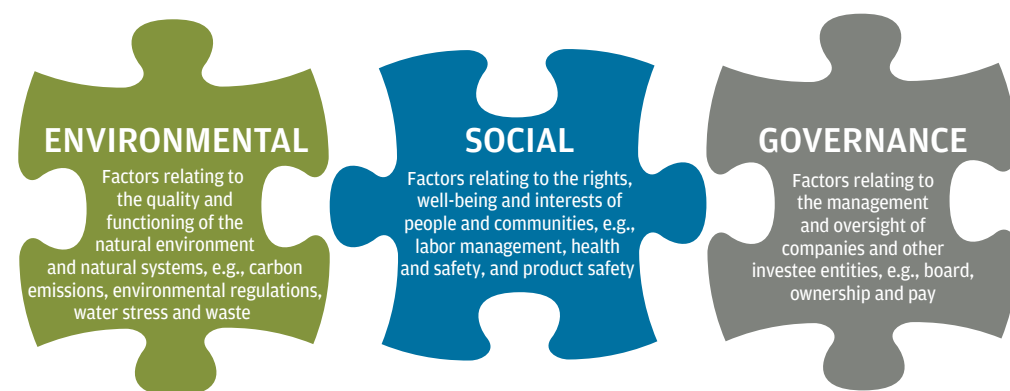 ENVIRONMENTAL
Factors relating to
the quality and
functioning of the
natural environment
and natural systems, e.g., carbon
emissions, environmental regulations,
water stress and waste
SOCIAL
Factors relating to the rights,
well-being and interests of
people and communities, e.g.,
labor management, health
and safety, and product safety
GOVERNANCE
Factors relating to
the management
and oversight of
companies and other
investee entities, e.g., board,
ownership and pay